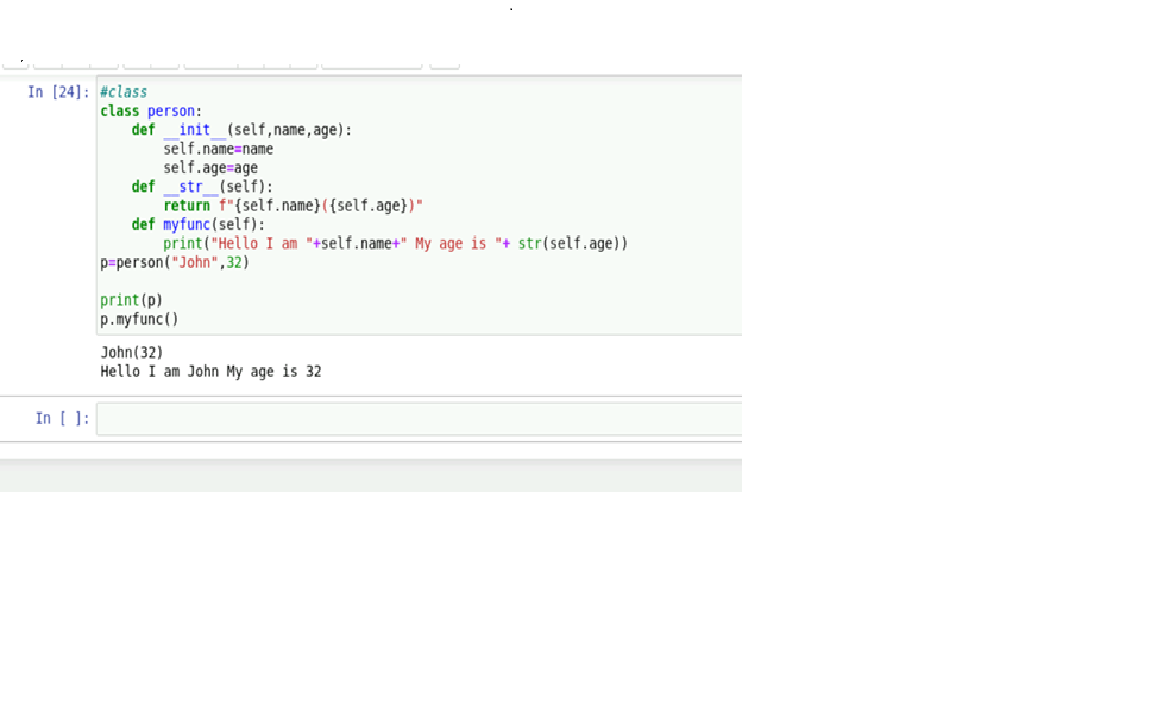 In [24]: #class
class person:
    def __init__(self,name,age):
        self.name=name
        self.age=age
    def __str__(self):
        return f"{self.name}({self.age})"
    def myfunc(self):
        print("Hello I am "+self.name+" My age is "+ str(self.age))
p=person("John",32)

print(p)
p.myfunc()
John(32)
Hello I am John My age is 32
In [ ]: